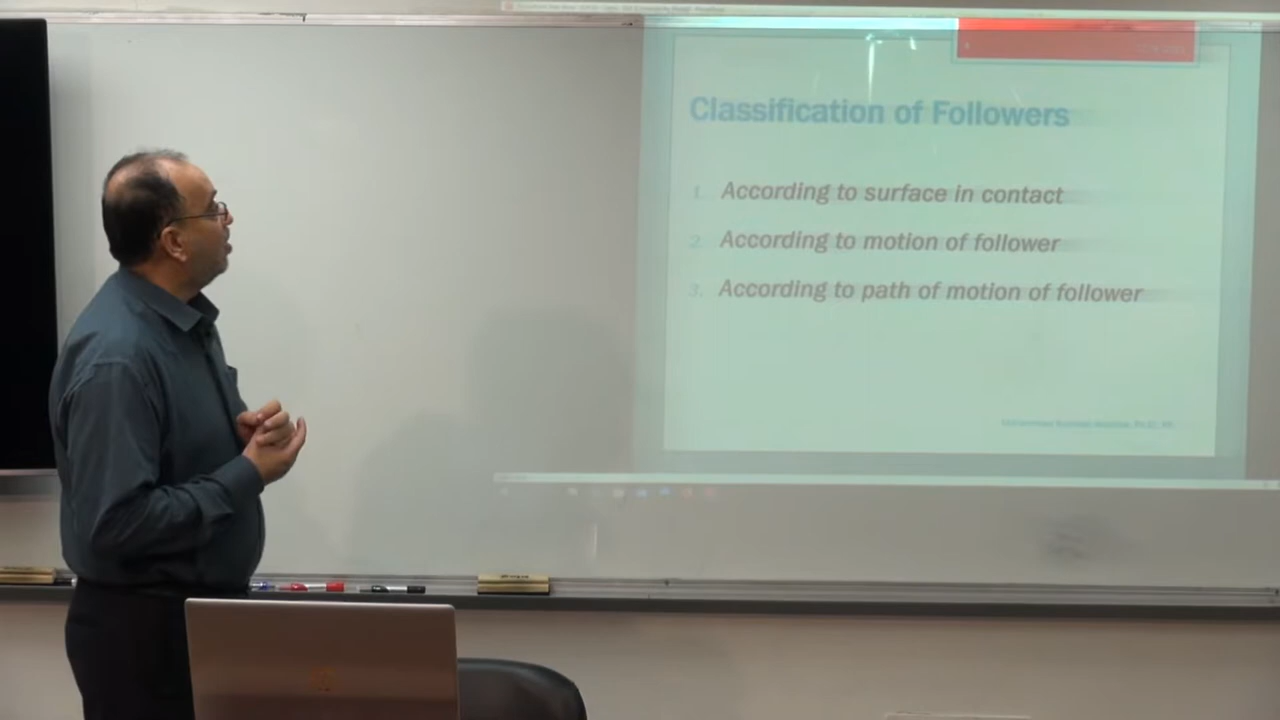 Classification of Followers
1. According to surface in contact
2. According to motion of follower
3. According to path of motion of follower